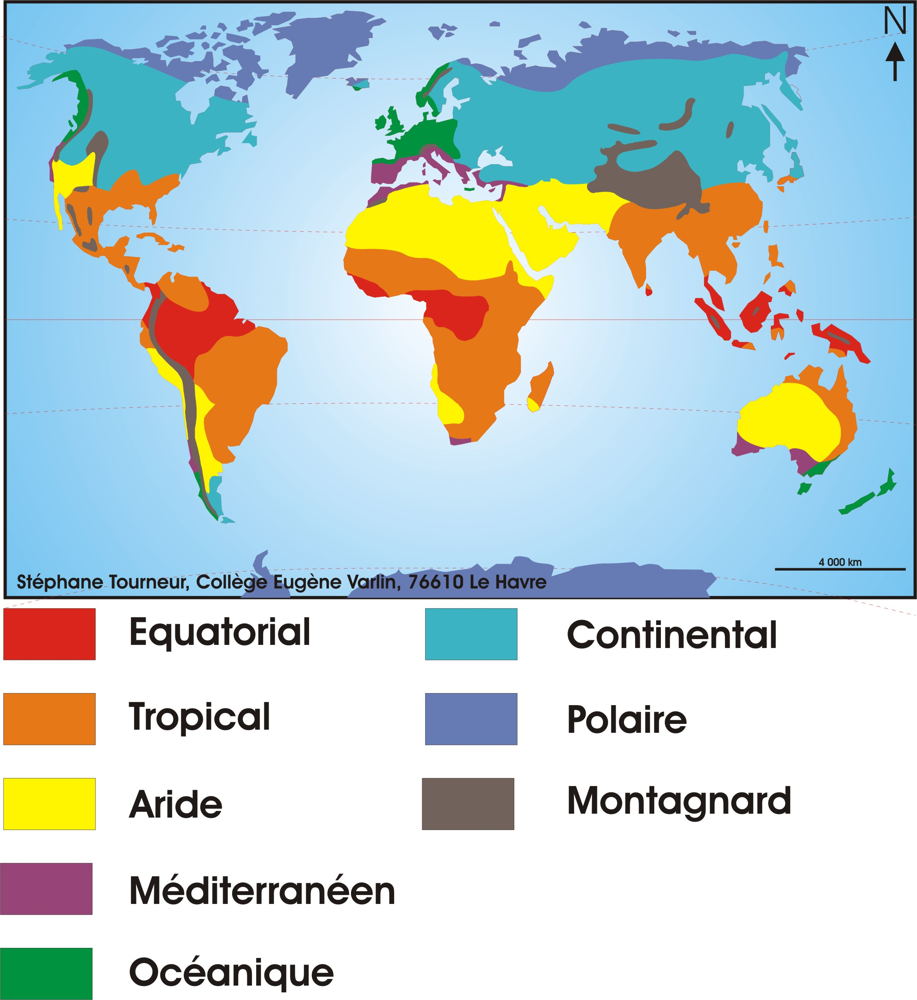 N
4 000 km
Stéphane Tourneur, Collège Eugène Varlin, 76610 Le Havre
Equatorial
Continental
Tropical
Polaire
Aride
Montagnard
Méditerranéen
Océanique